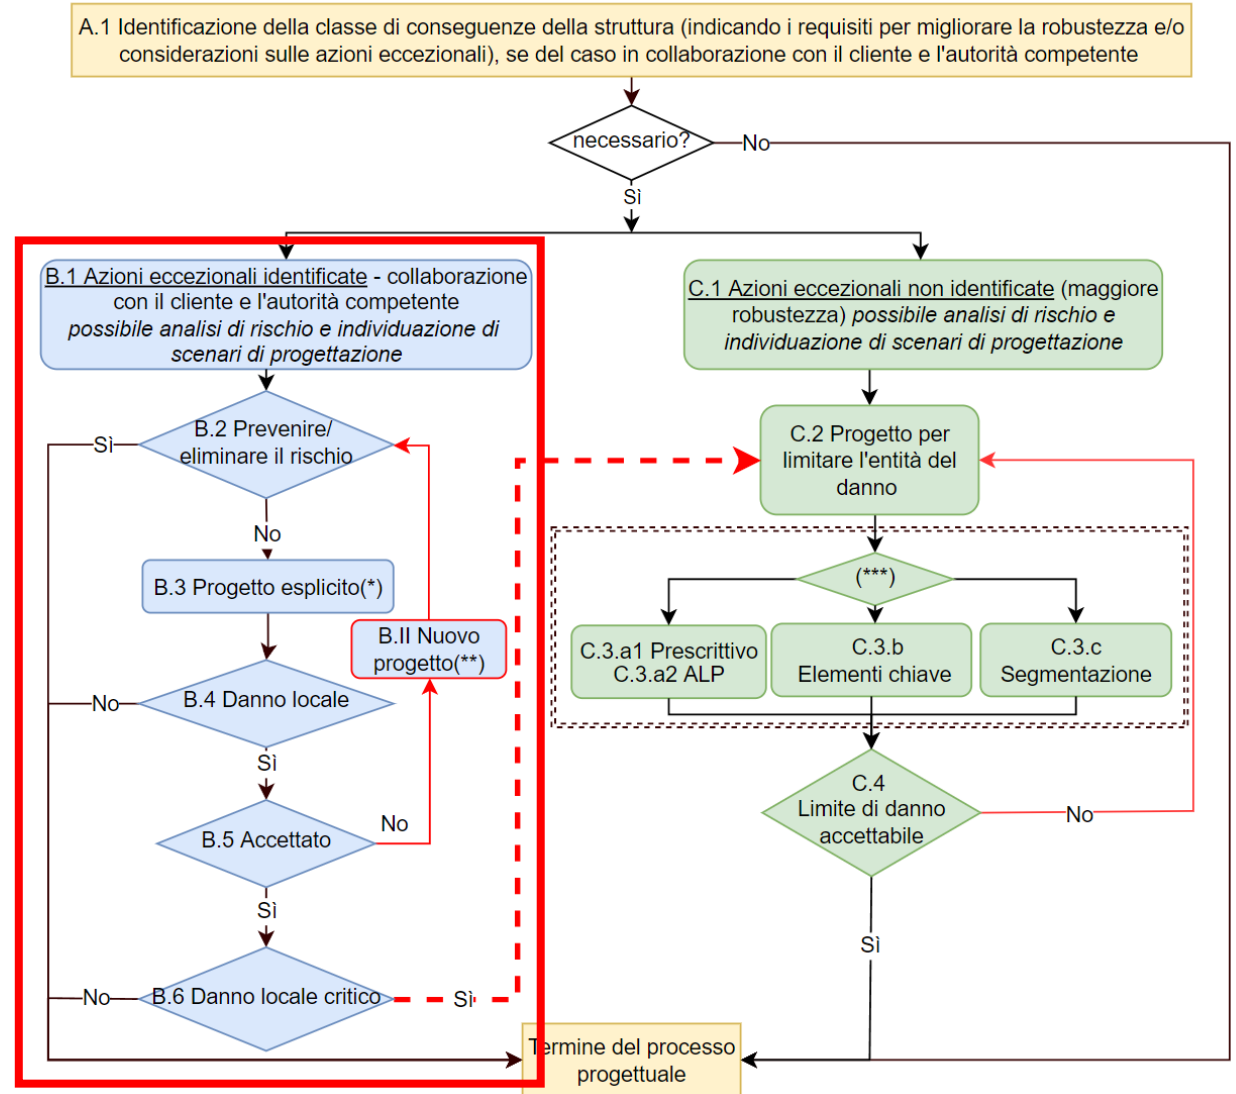 A.1 Identificazione della classe di conseguenze della struttura (indicando i requisiti per migliorare la robustezza e/o
considerazioni sulle azioni eccezionali), se del caso in collaborazione con il cliente e l'autorità competente
necessario?
No
Sì
B.1 Azioni eccezionali identificate - collaborazione
con il cliente e l'autorità competente
possibile analisi di rischio e individuazione di
scenari di progettazione
C.1 Azioni eccezionali non identificate (maggiore
robustezza) possibile analisi di rischio e
individuazione di scenari di progettazione
B.2 Prevenire/
eliminare il rischio
Sì
No
C.2 Progetto per
limitare l'entità del
danno
B.3 Progetto esplicito(*)
(***)
B.II Nuovo
progetto(**)
C.3.a1 Prescrittivo
C.3.a2 ALP
C.3.b
Elementi chiave
C.3.c
Segmentazione
B.4 Danno locale
No
Sì
C.4
Limite di danno
accettabile
No
B.5 Accettato
No
Sì
Sì
B.6 Danno locale critico
No
Sì
Termine del processo
progettuale